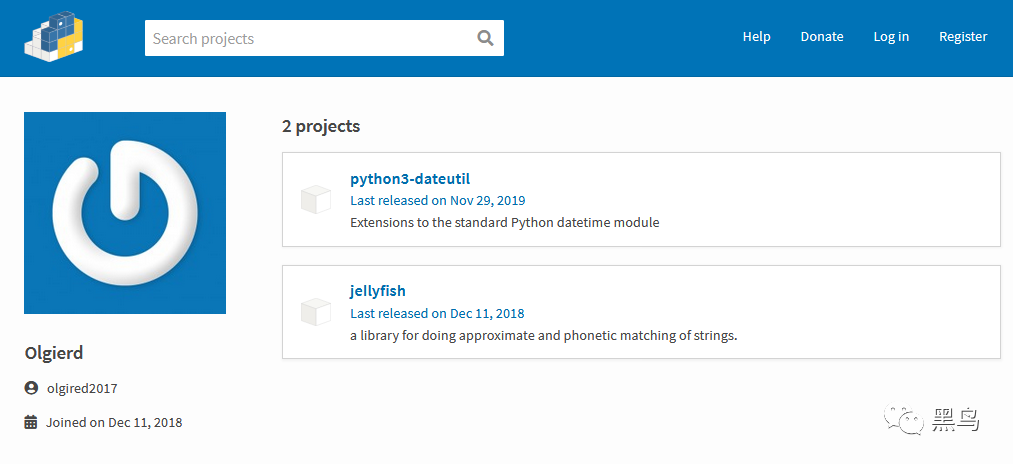 Search projects
Help
Donate
Log in
Register
2 projects
python3-dateutil
Last released on Nov 29, 2019
Extensions to the standard Python datetime module
jeIlyfish
Last released on Dec 11, 2018
a library for doing approximate and phonetic matching of strings.
Olgierd
olgired2017
Joined on Dec 11, 2018
黑鸟